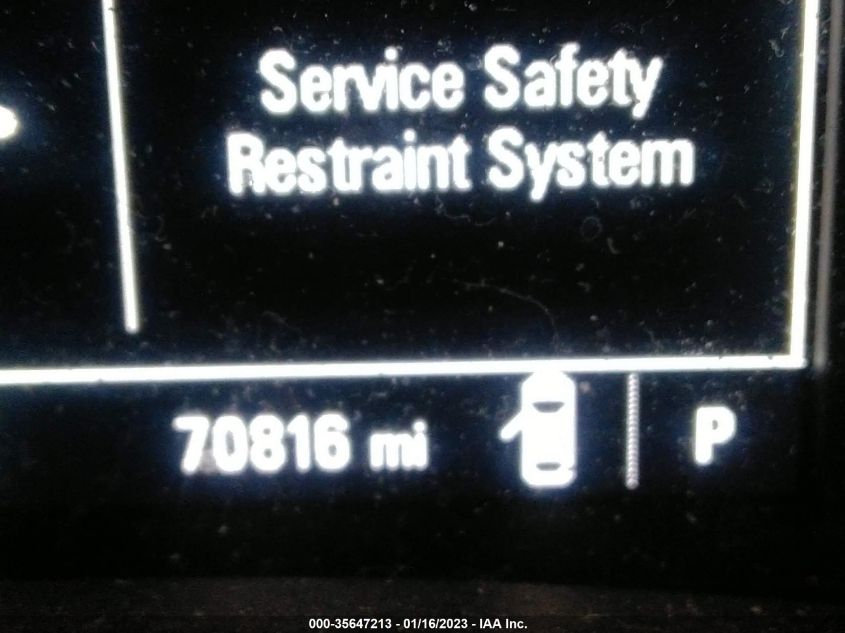 Service Safety
Restraint System
70816 mi P
000-35647213 - 01/16/2023 - IAA Inc.